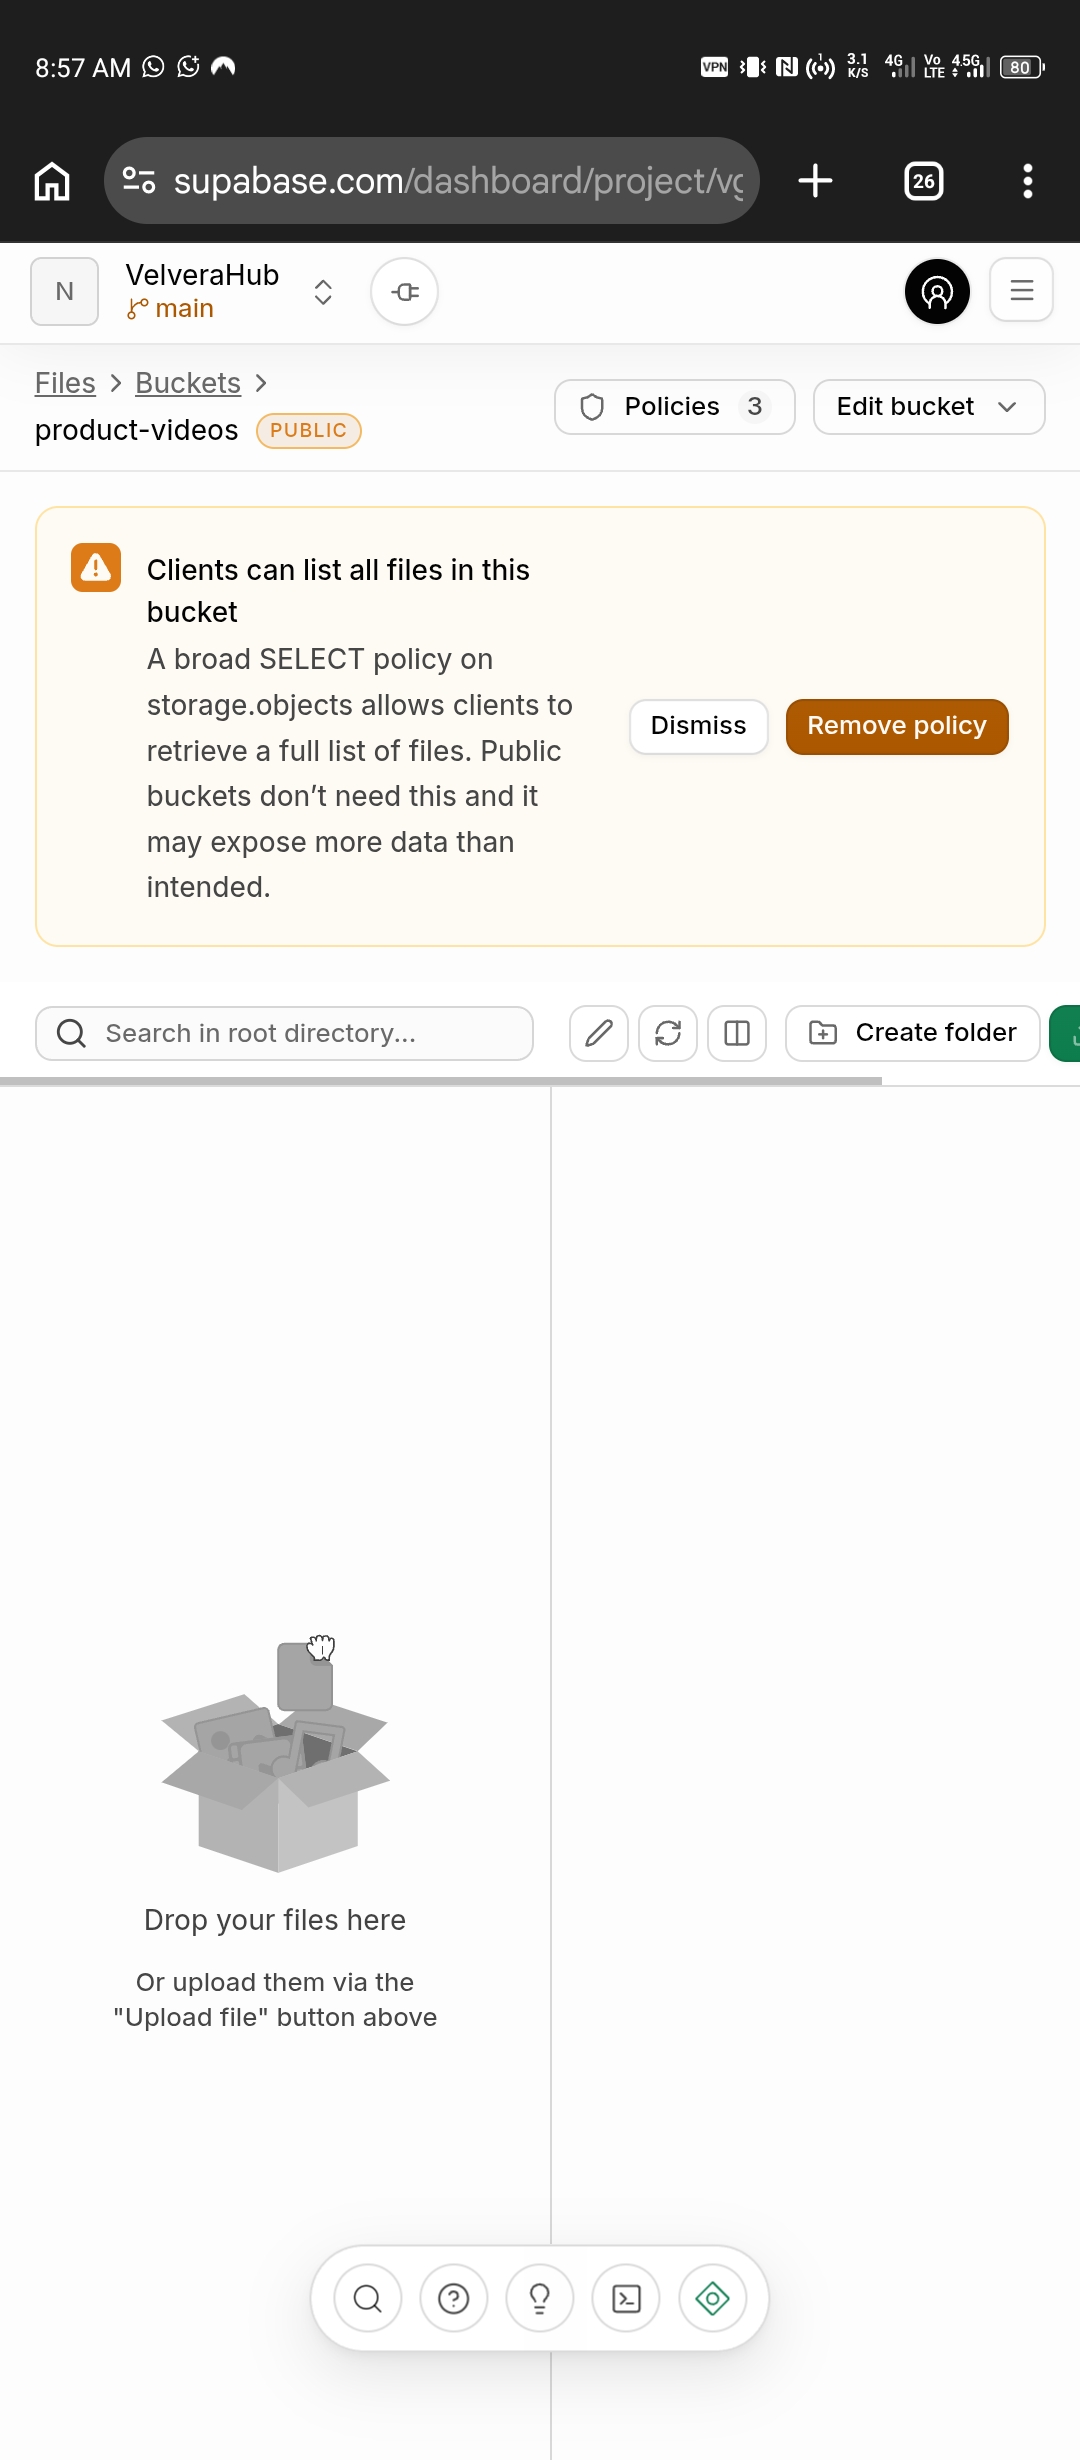 8:57 AM
VPN
3.1
K/S
4G
Vo
LTE
4.5G
80
supabase.com/dashboard/project/
26
N
VelveraHub
main
Files > Buckets >
product-videos PUBLIC
Policies 3
Edit bucket
Clients can list all files in this
bucket
A broad SELECT policy on
storage.objects allows clients to
retrieve a full list of files. Public
buckets don’t need this and it
may expose more data than
intended.
Dismiss
Remove policy
Search in root directory...
Create folder
Drop your files here
Or upload them via the
"Upload file" button above